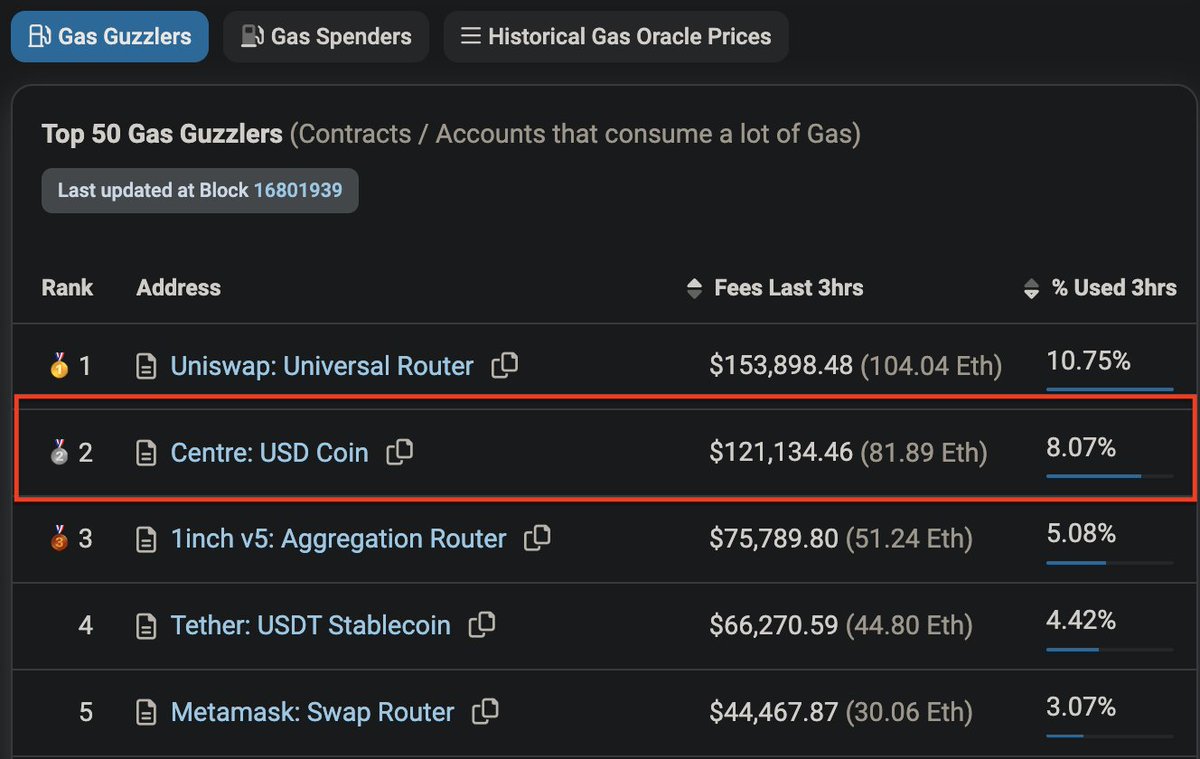 Gas Guzzlers Gas Spenders Historical Gas Oracle Prices
Top 50 Gas Guzzlers (Contracts / Accounts that consume a lot of Gas)
Last updated at Block 16801939
Rank Address Fees Last 3hrs % Used 3hrs
1 1 Uniswap: Universal Router $153,898.48 (104.04 Eth) 10.75%
2 2 Centre: USD Coin $121,134.46 (81.89 Eth) 8.07%
3 3 1inch v5: Aggregation Router $75,789.80 (51.24 Eth) 5.08%
4 Tether: USDT Stablecoin $66,270.59 (44.80 Eth) 4.42%
5 Metamask: Swap Router $44,467.87 (30.06 Eth) 3.07%